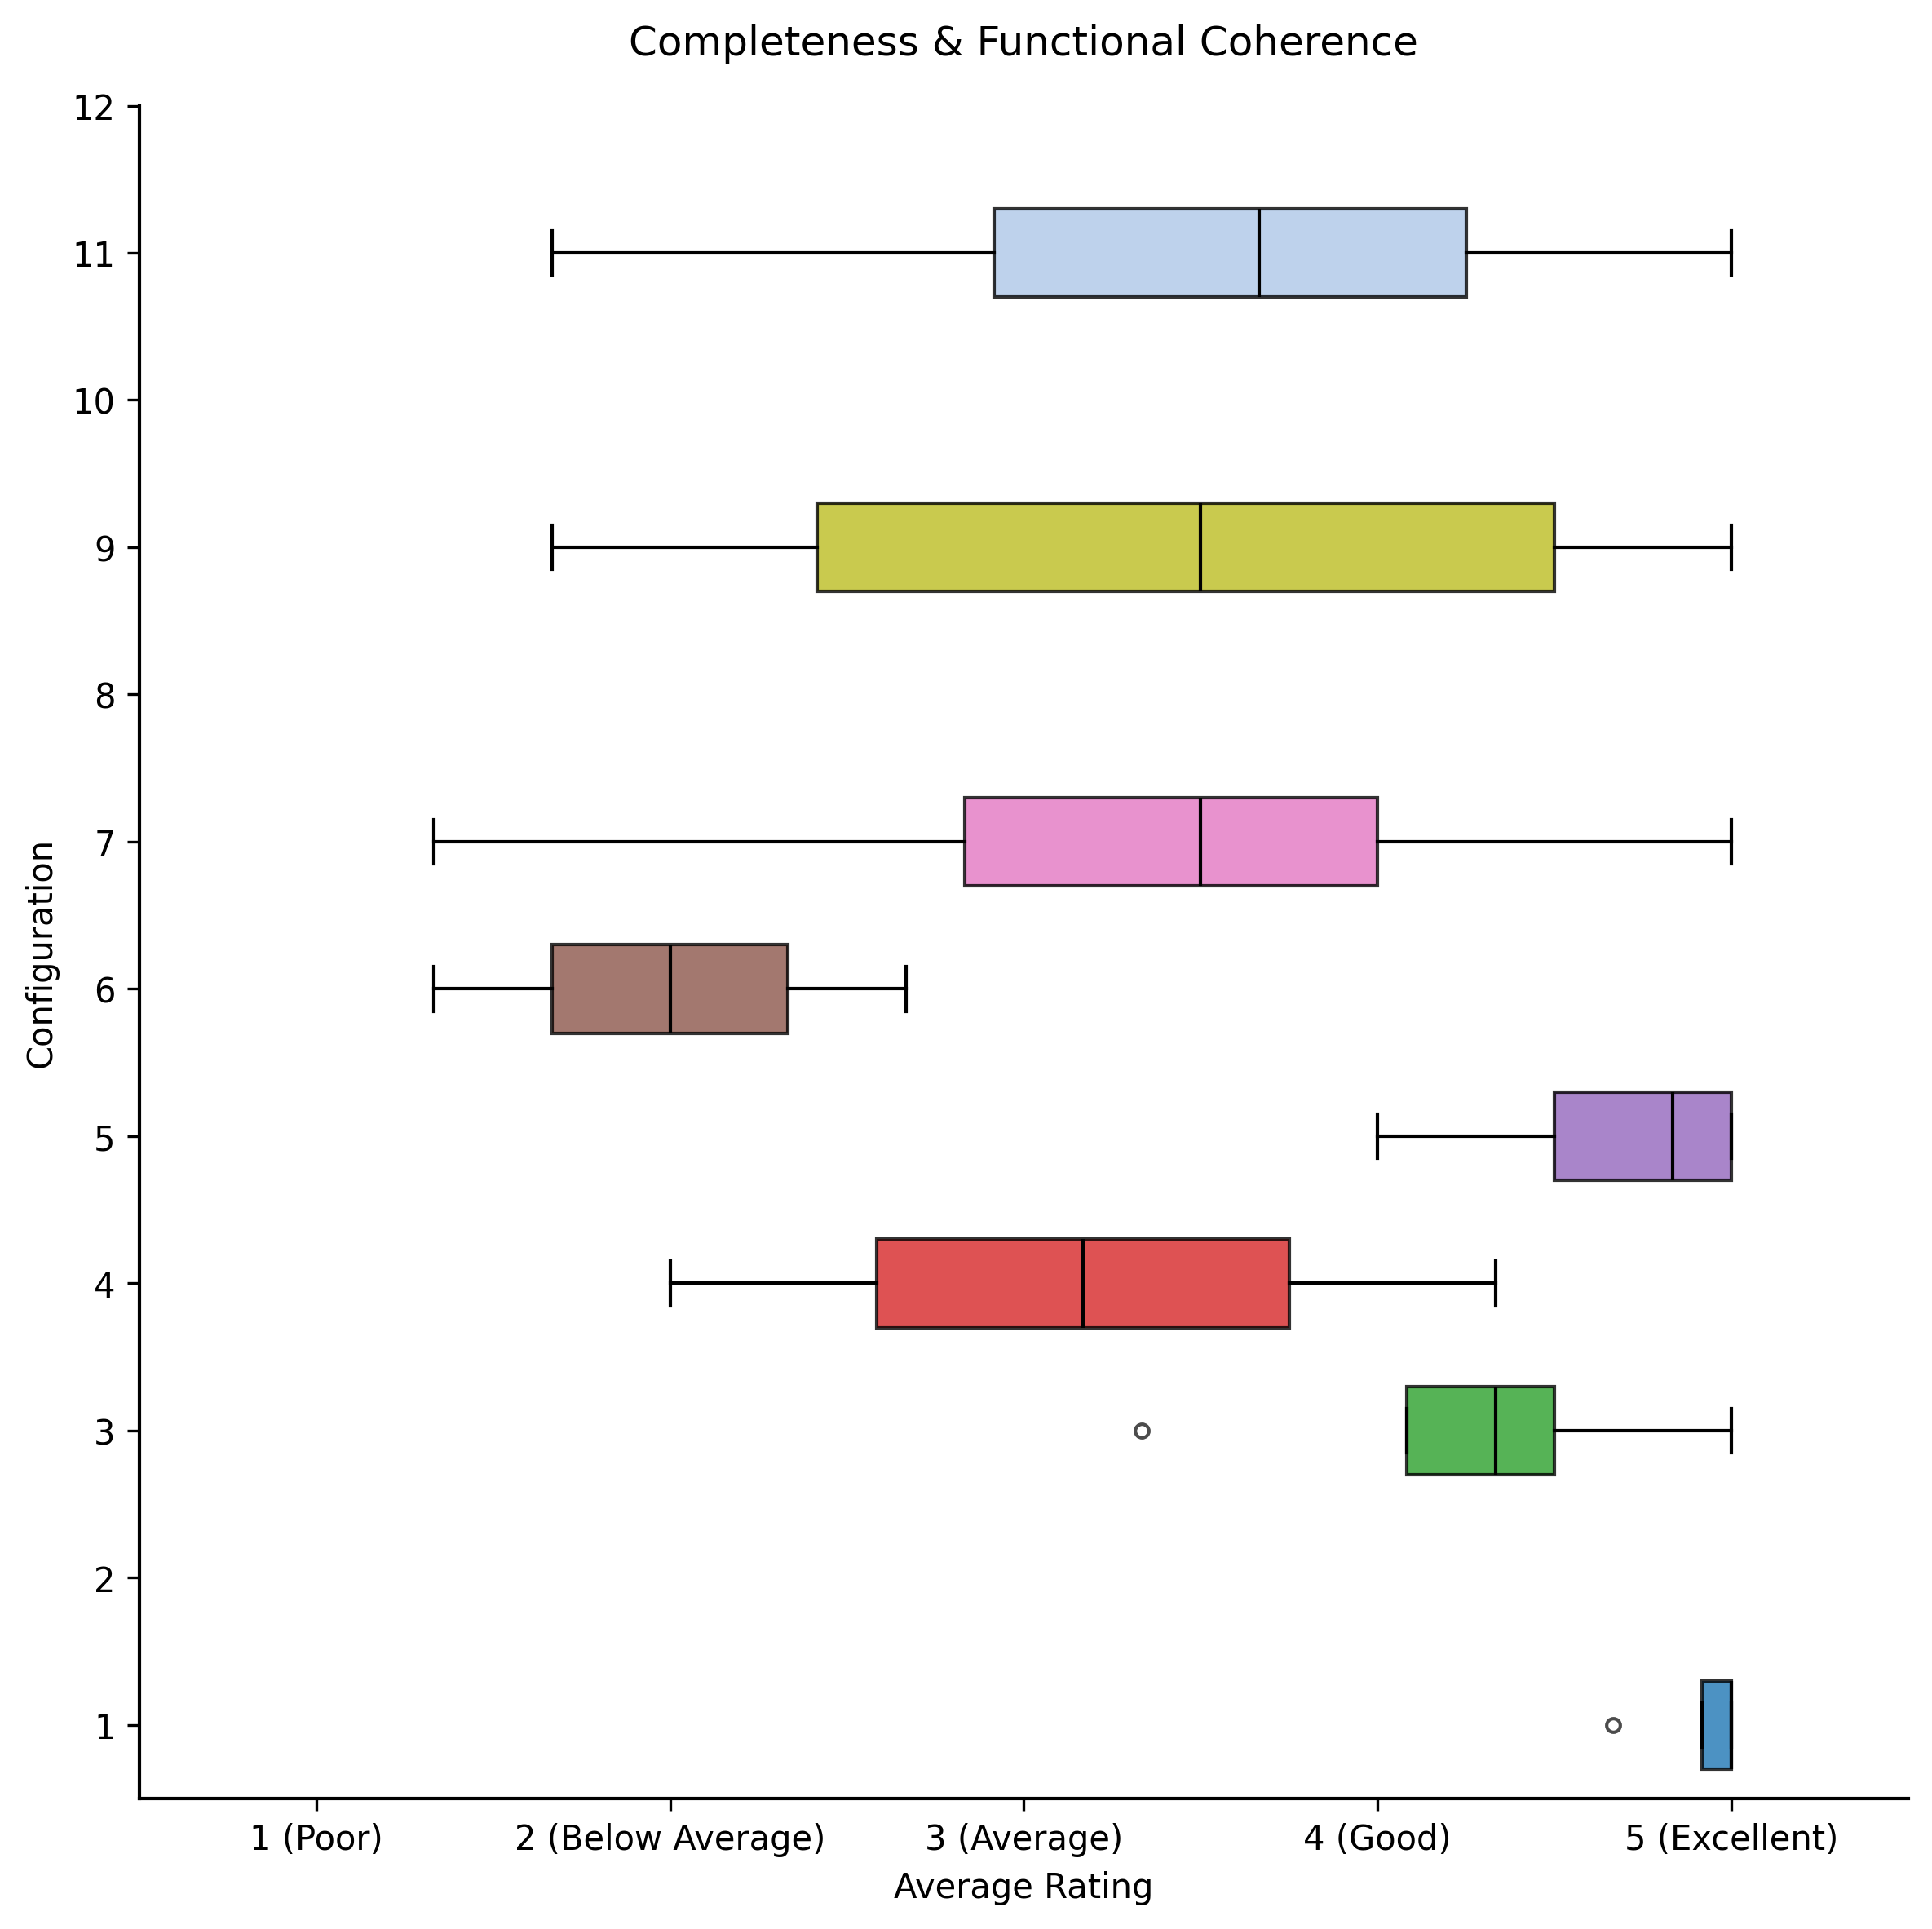 Completeness & Functional Coherence
12
11
10
9
8
7
6
5
4
3
2
1
Configuration
1 (Poor)
2 (Below Average)
3 (Average)
4 (Good)
5 (Excellent)
Average Rating